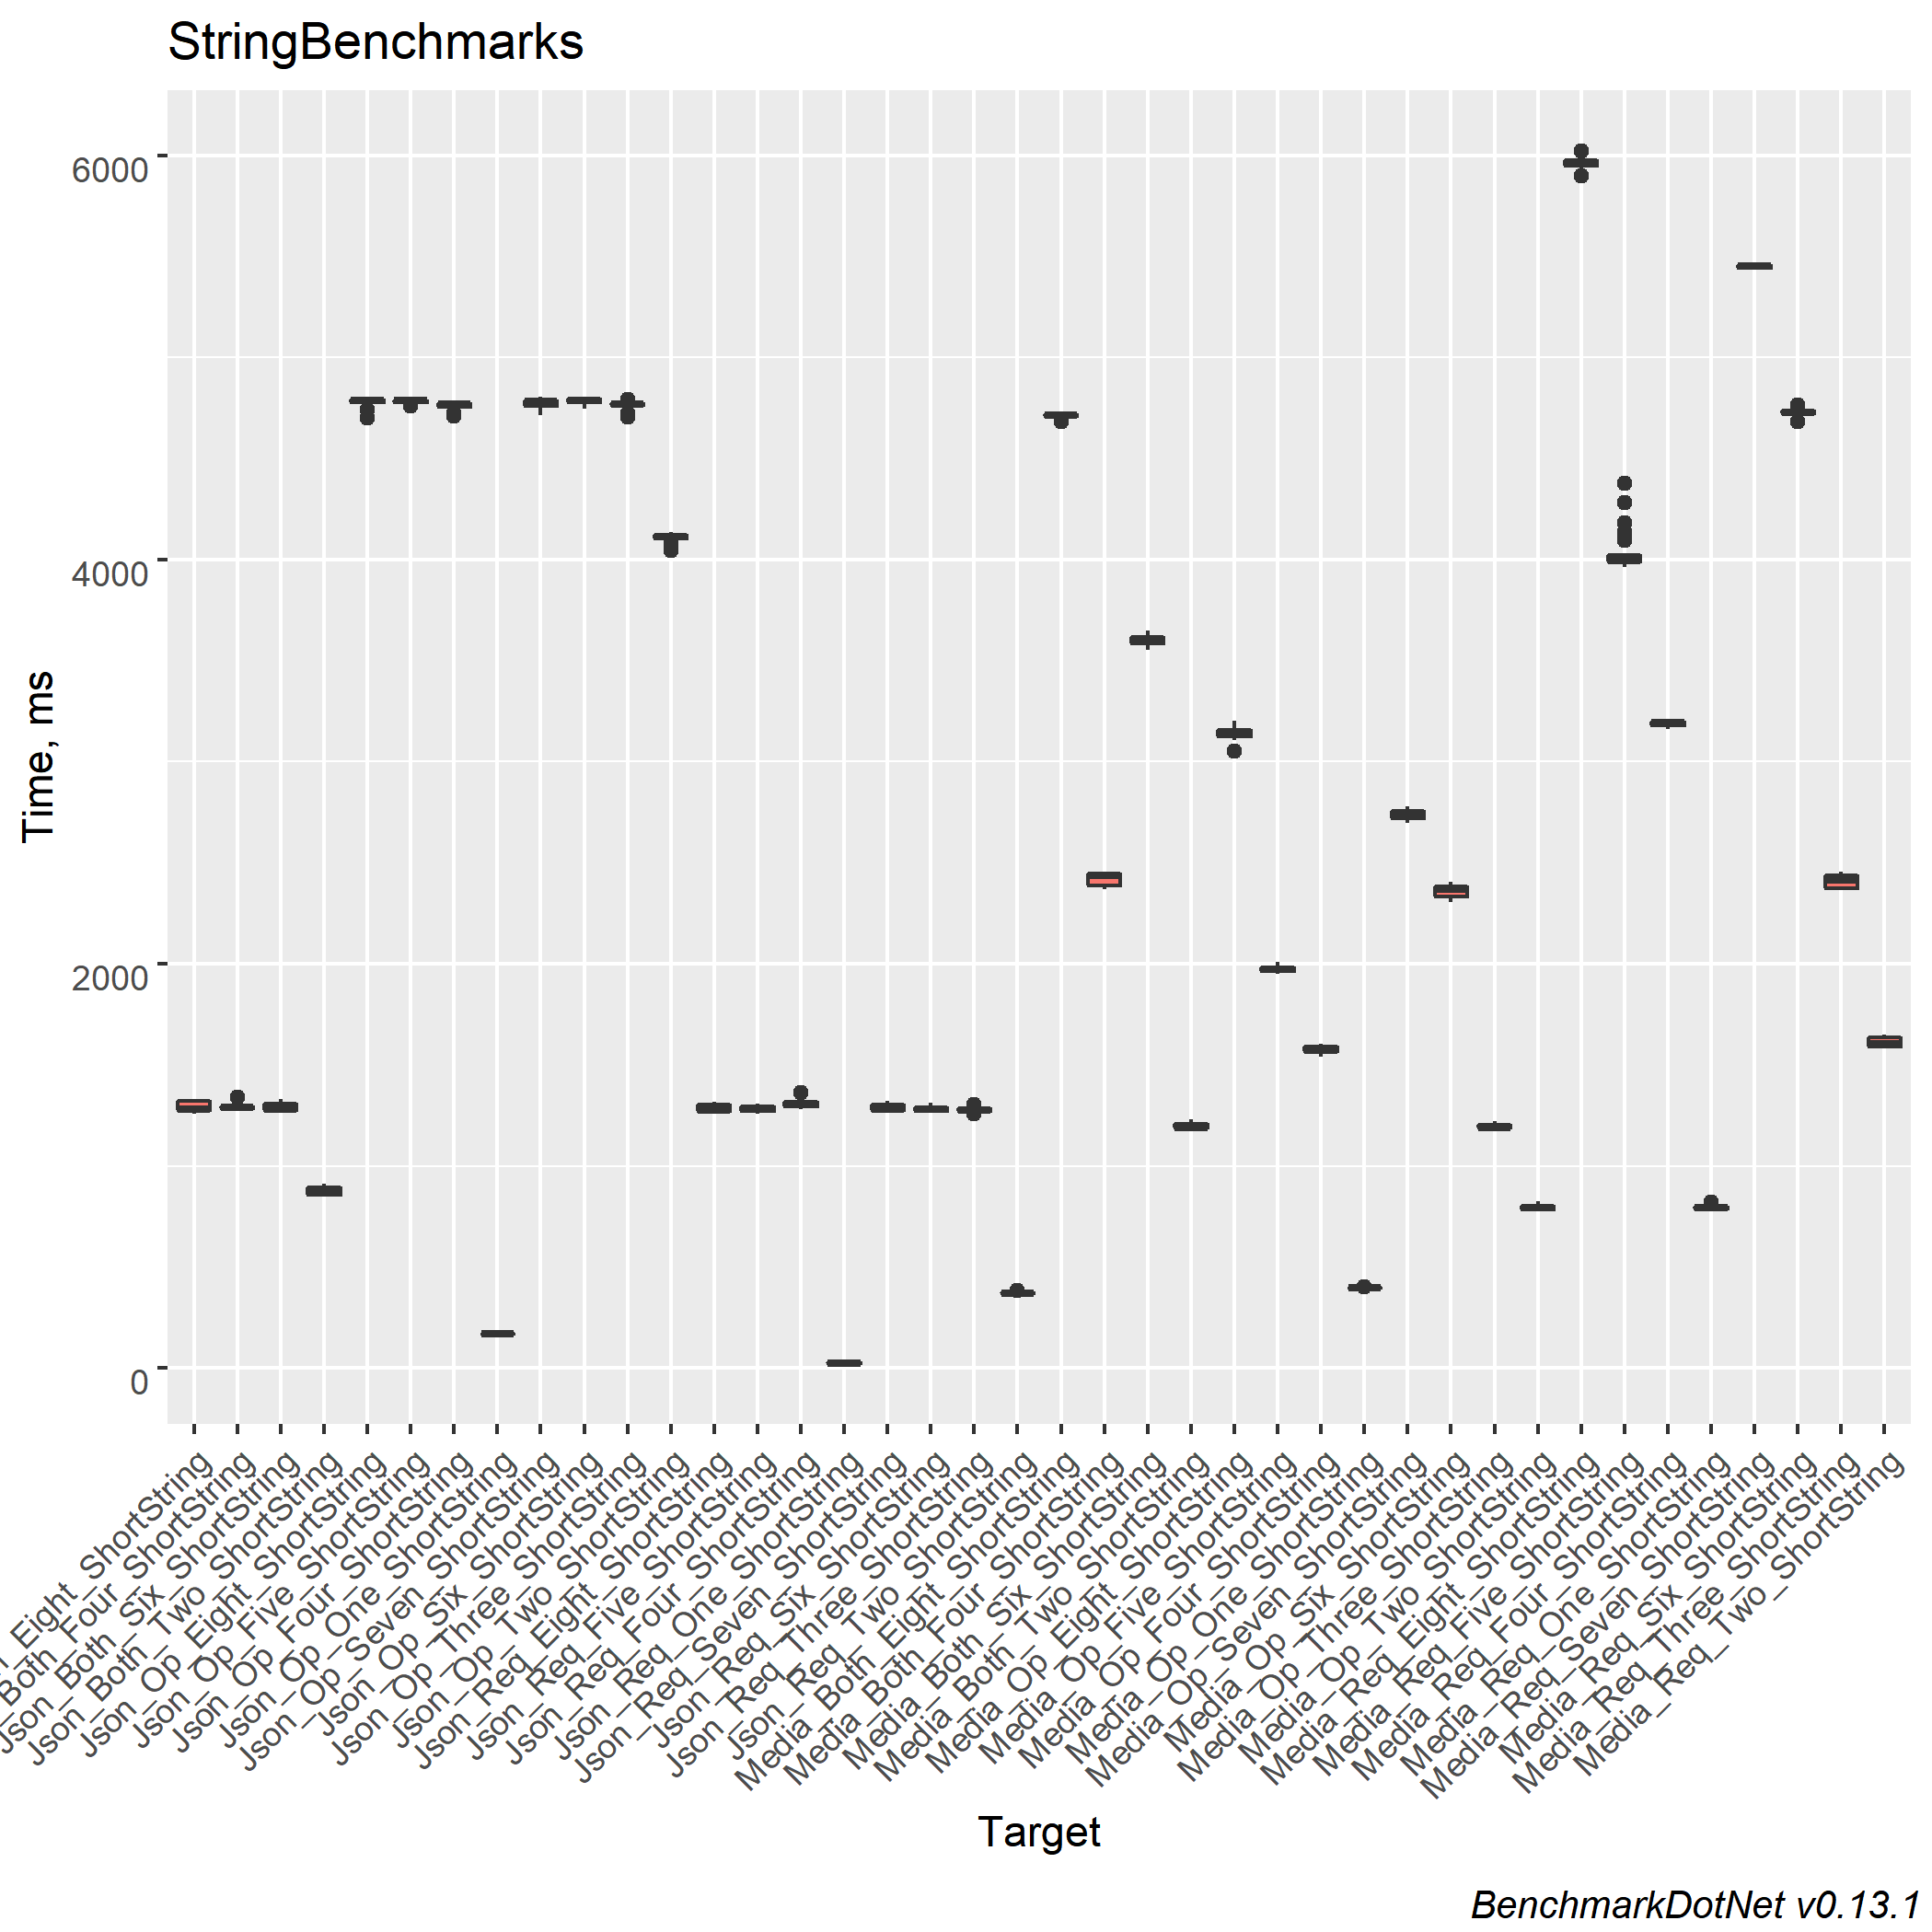 StringBenchmarks
Time, ms
6000
4000
2000
0
_Eight_ShortString
Both_Four_ShortString
Json_Both_Six_ShortString
Json_Both_Two_ShortString
Json_Op_Eight_ShortString
Json_Op_Five_ShortString
Json_Op_Four_ShortString
Json_Op_One_ShortString
Json_Op_Seven_ShortString
Json_Op_Six_ShortString
Json_Op_Three_ShortString
Json_Op_Two_ShortString
Json_Req_Eight_ShortString
Json_Req_Five_ShortString
Json_Req_Four_ShortString
Json_Req_One_ShortString
Json_Req_Seven_ShortString
Json_Req_Six_ShortString
Json_Req_Three_ShortString
Json_Req_Two_ShortString
Media_Both_Eight_ShortString
Media_Both_Four_ShortString
Media_Both_Six_ShortString
Media_Both_Two_ShortString
Media_Op_Eight_ShortString
Media_Op_Five_ShortString
Media_Op_Four_ShortString
Media_Op_One_ShortString
Media_Op_Seven_ShortString
Media_Op_Six_ShortString
Media_Op_Three_ShortString
Media_Op_Two_ShortString
Media_Req_Eight_ShortString
Media_Req_Five_ShortString
Media_Req_Four_ShortString
Media_Req_One_ShortString
Media_Req_Seven_ShortString
Media_Req_Six_ShortString
Media_Req_Three_ShortString
Media_Req_Two_ShortString
Target
BenchmarkDotNet v0.13.1